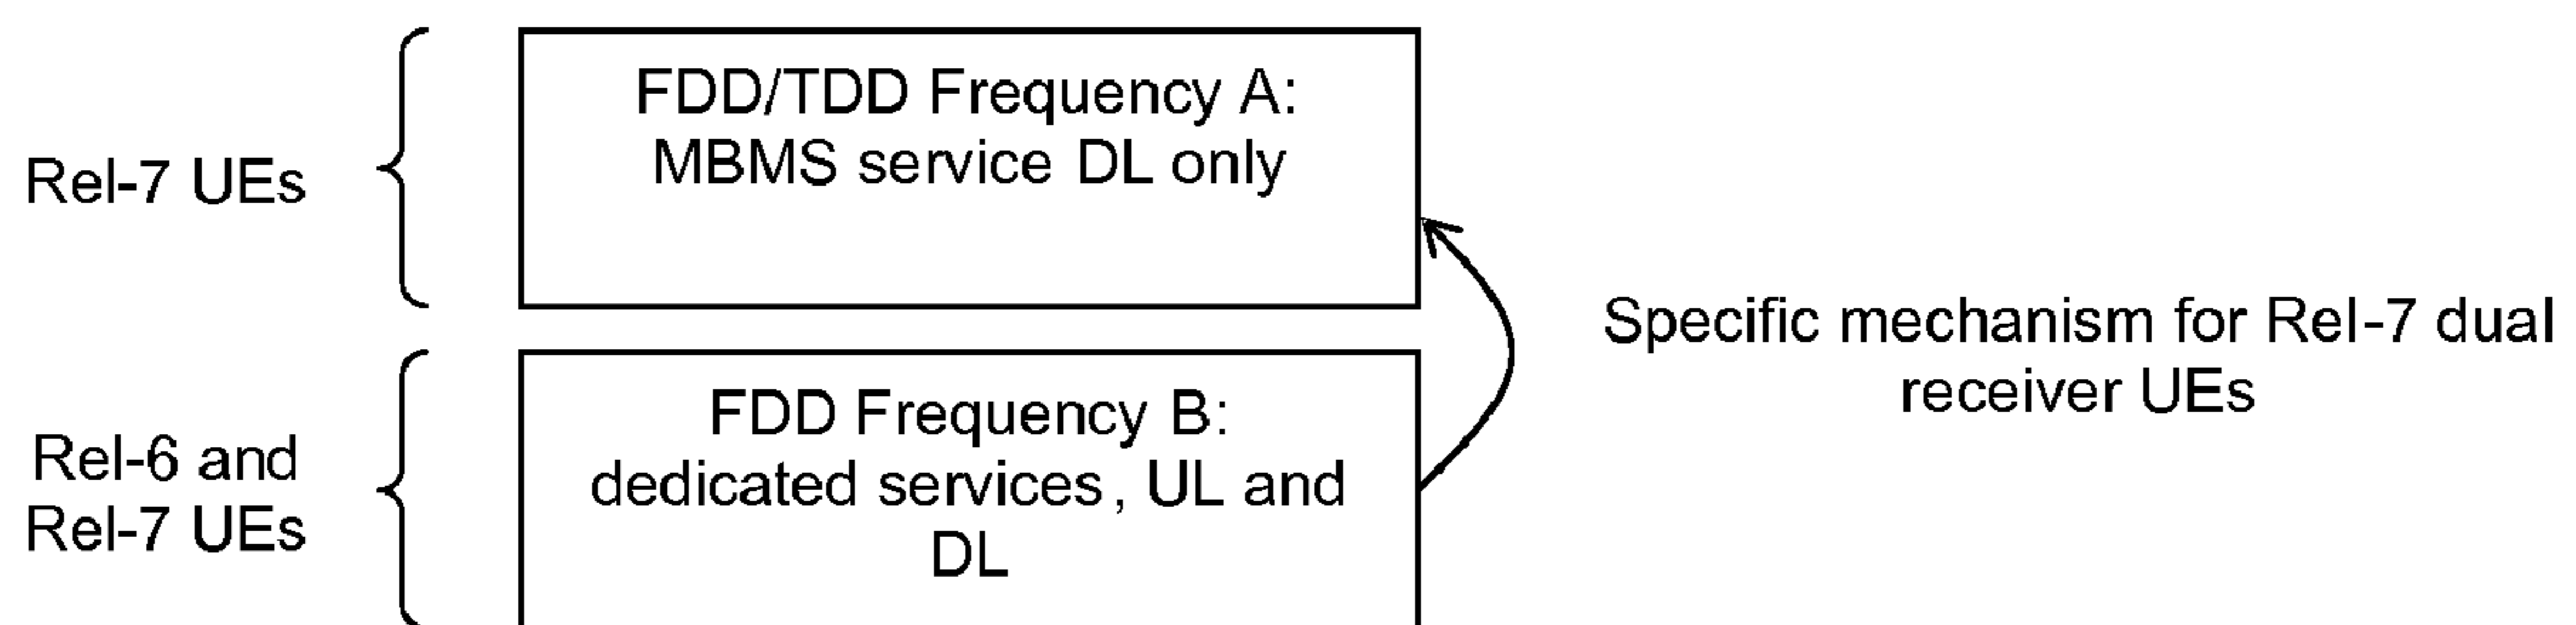 Rel-7 UEs
FDD/TDD Frequency A:
MBMS service DL only
Specific mechanism for Rel-7 dual
receiver UEs
Rel-6 and
Rel-7 UEs
FDD Frequency B:
dedicated services, UL and
DL